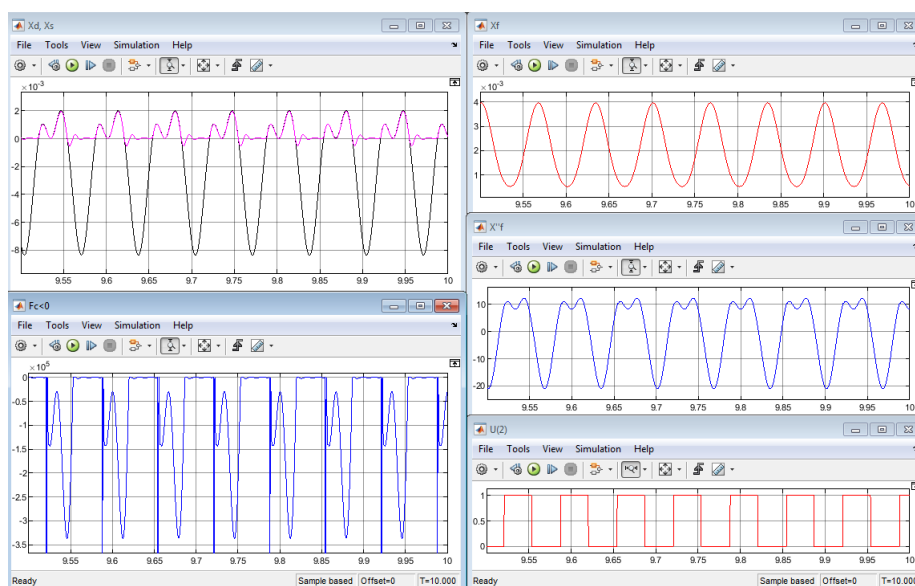 Xd, Xs
File Tools View Simulation Help
×10⁻³
2
0
-2
-4
-6
-8
9.55 9.6 9.65 9.7 9.75 9.8 9.85 9.9 9.95 10
Fc<0
File Tools View Simulation Help
×10⁵
0
-0.5
-1
-1.5
-2
-2.5
-3
-3.5
9.55 9.6 9.65 9.7 9.75 9.8 9.85 9.9 9.95 10
Ready Sample based Offset=0 T=10.000
Xf
File Tools View Simulation Help
×10⁻³
4
3
2
1
9.55 9.6 9.65 9.7 9.75 9.8 9.85 9.9 9.95 10
X''f
File Tools View Simulation Help
10
0
-10
-20
9.55 9.6 9.65 9.7 9.75 9.8 9.85 9.9 9.95 10
U(2)
File Tools View Simulation Help
1
0.5
0
9.55 9.6 9.65 9.7 9.75 9.8 9.85 9.9 9.95 10
Ready Sample based Offset=0 T=10.000